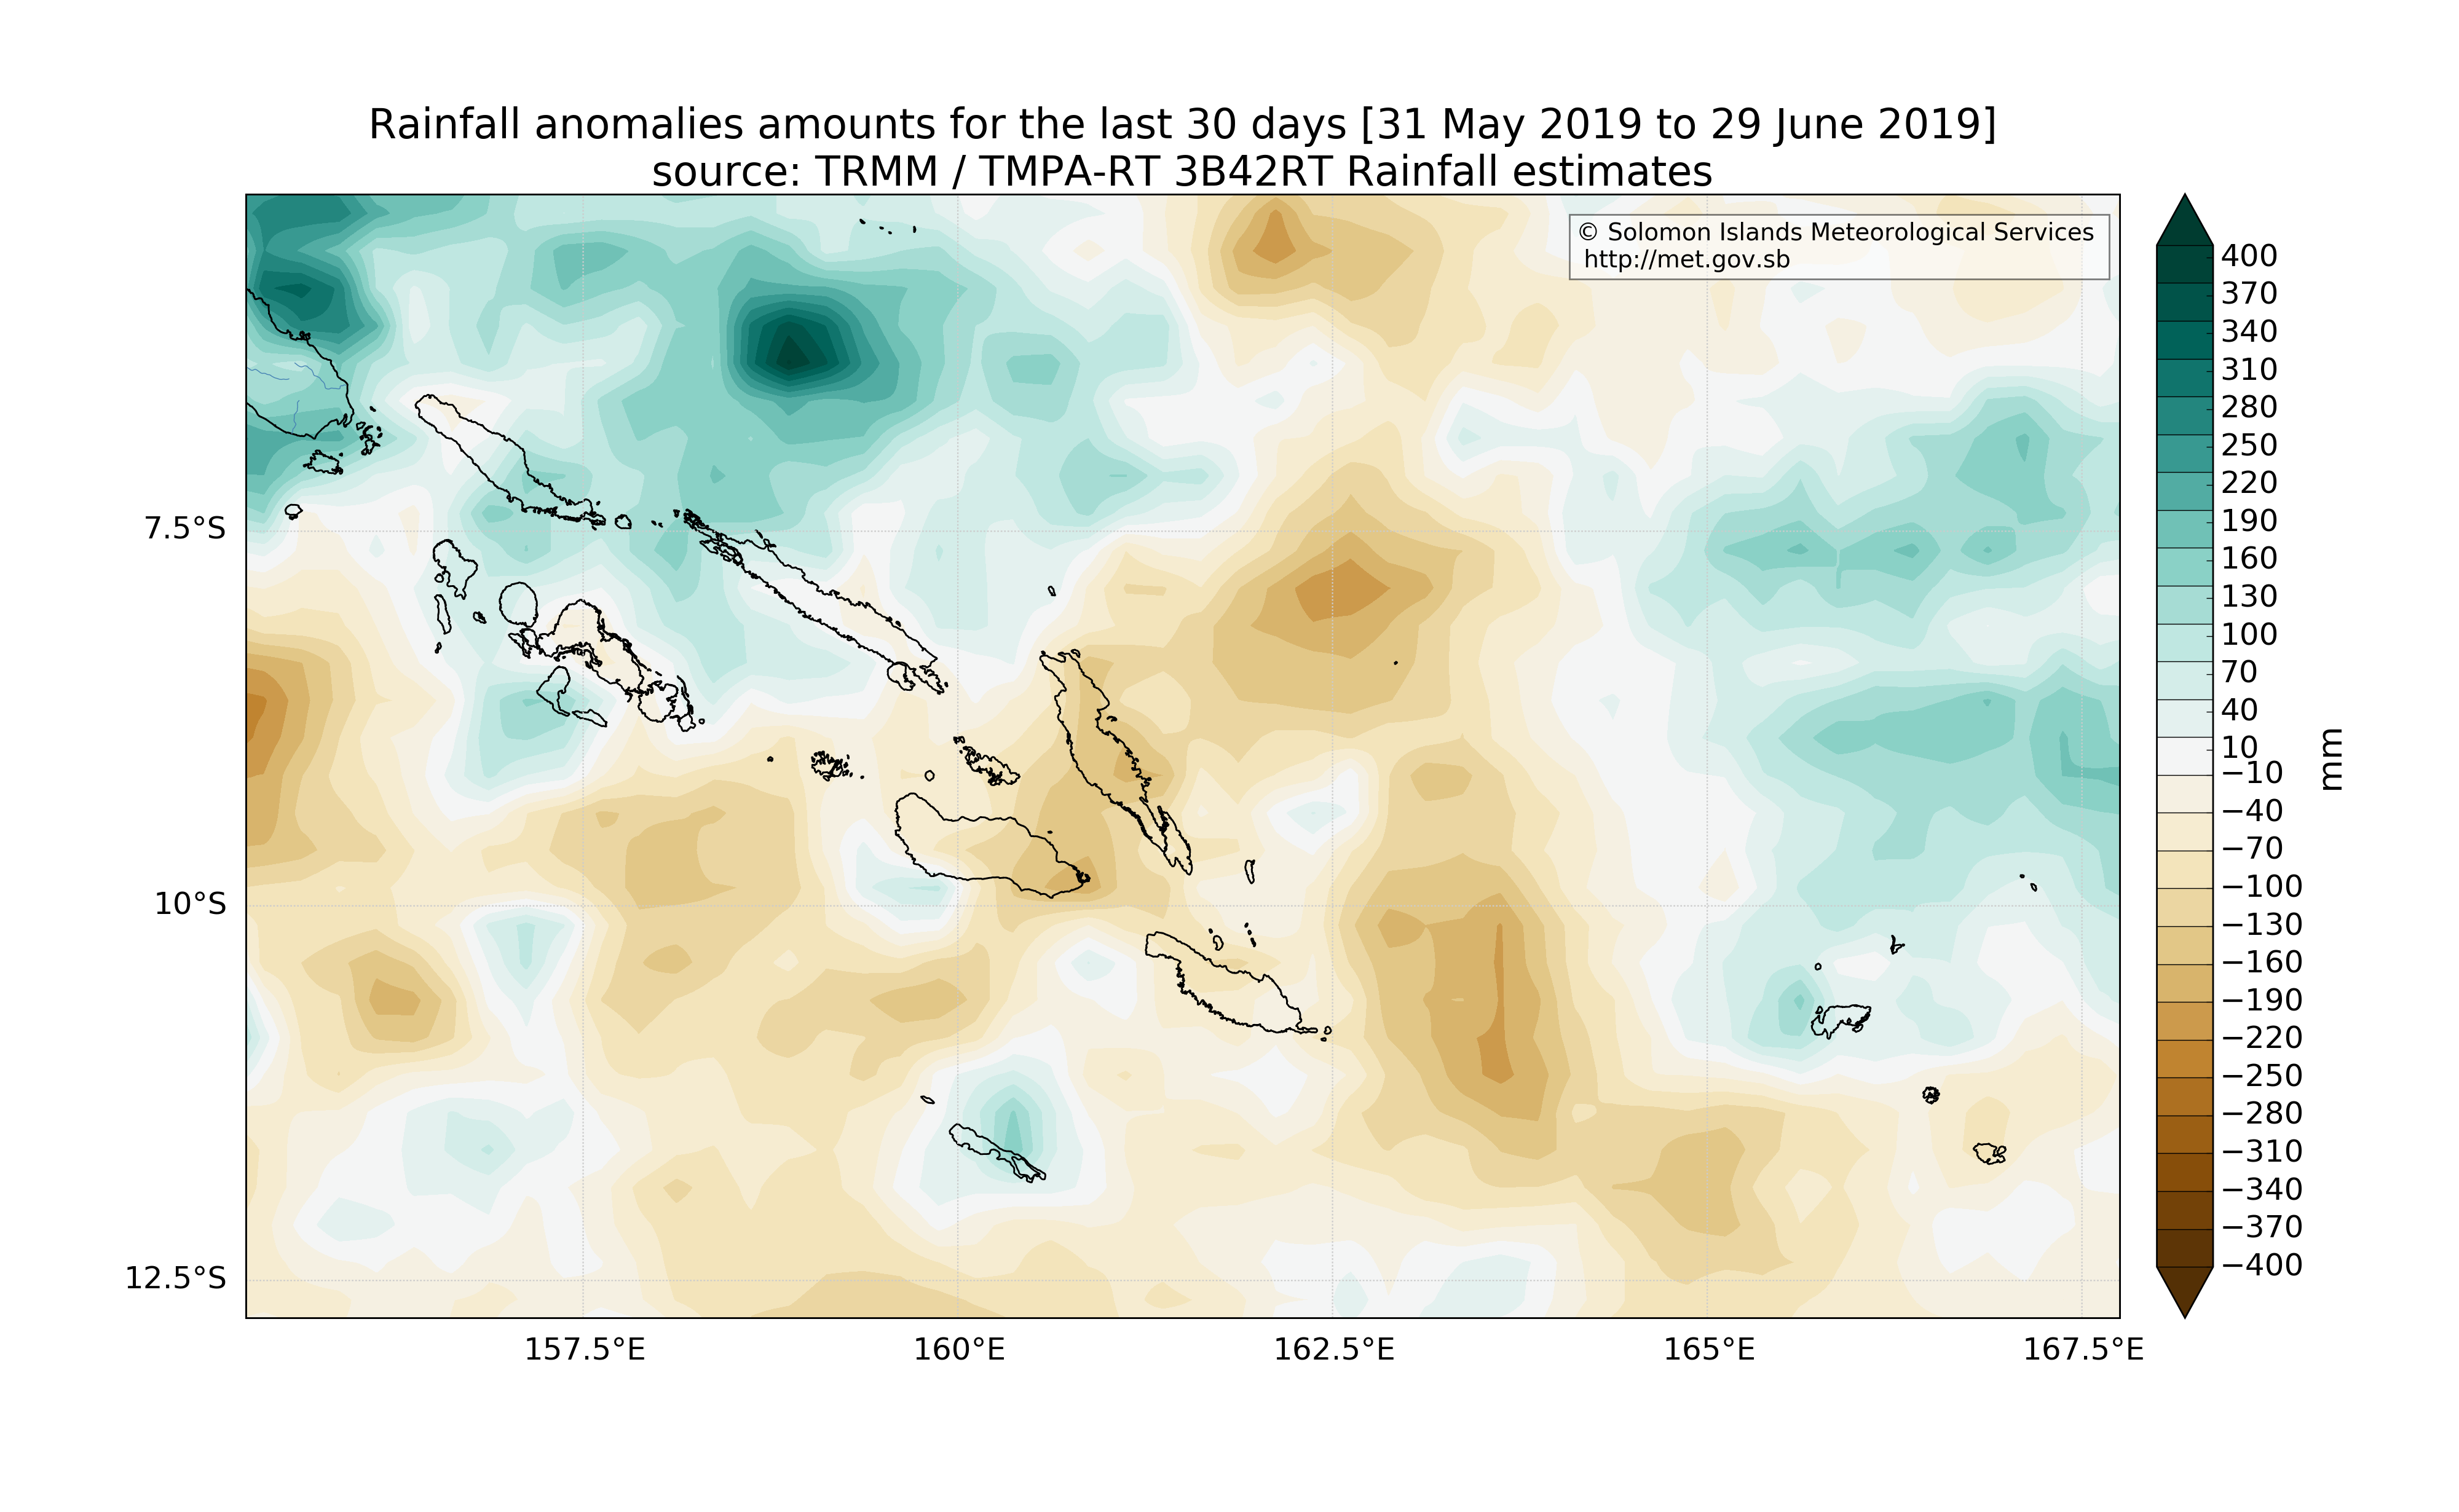 Rainfall anomalies amounts for the last 30 days [31 May 2019 to 29 June 2019]
source: TRMM / TMPA-RT 3B42RT Rainfall estimates
© Solomon Islands Meteorological Services
http://met.gov.sb
7.5°S
10°S
12.5°S
157.5°E
160°E
162.5°E
165°E
167.5°E
400
370
340
310
280
250
220
190
160
130
100
70
40
10
−10
−40
−70
−100
−130
−160
−190
−220
−250
−280
−310
−340
−370
−400
mm